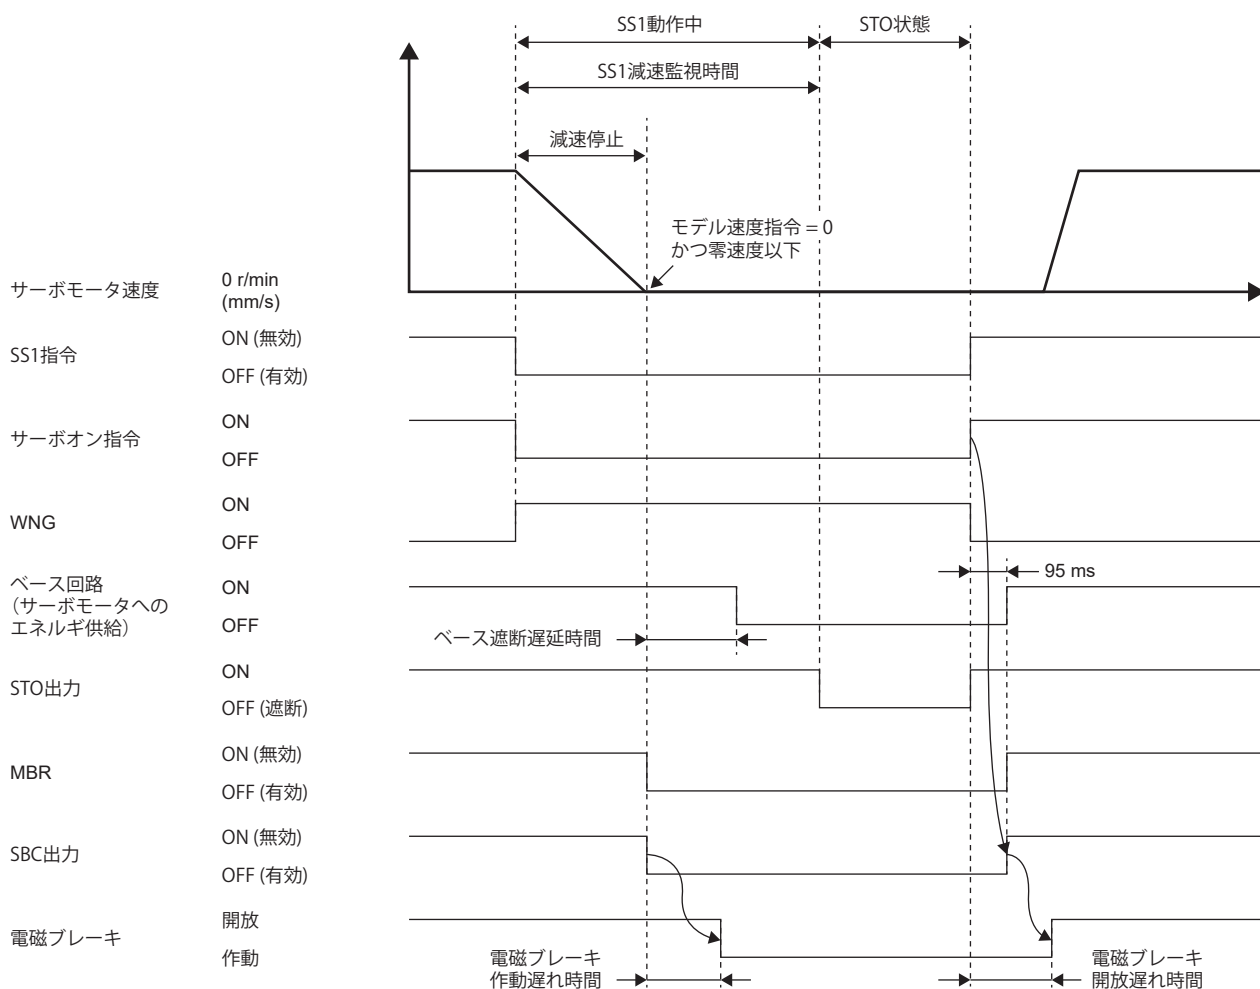 SS1動作中
STO状態
SS1減速監視時間
減速停止
モデル速度指令 = 0
かつ零速度以下
サーボモータ速度
0 r/min
(mm/s)
SS1指令
ON (無効)
OFF (有効)
サーボオン指令
ON
OFF
WNG
ON
OFF
ベース回路
（サーボモータへの
エネルギ供給）
ON
OFF
95 ms
ベース遮断遅延時間
STO出力
ON
OFF (遮断)
MBR
ON (無効)
OFF (有効)
SBC出力
ON (無効)
OFF (有効)
電磁ブレーキ
開放
作動
電磁ブレーキ
作動遅れ時間
電磁ブレーキ
開放遅れ時間